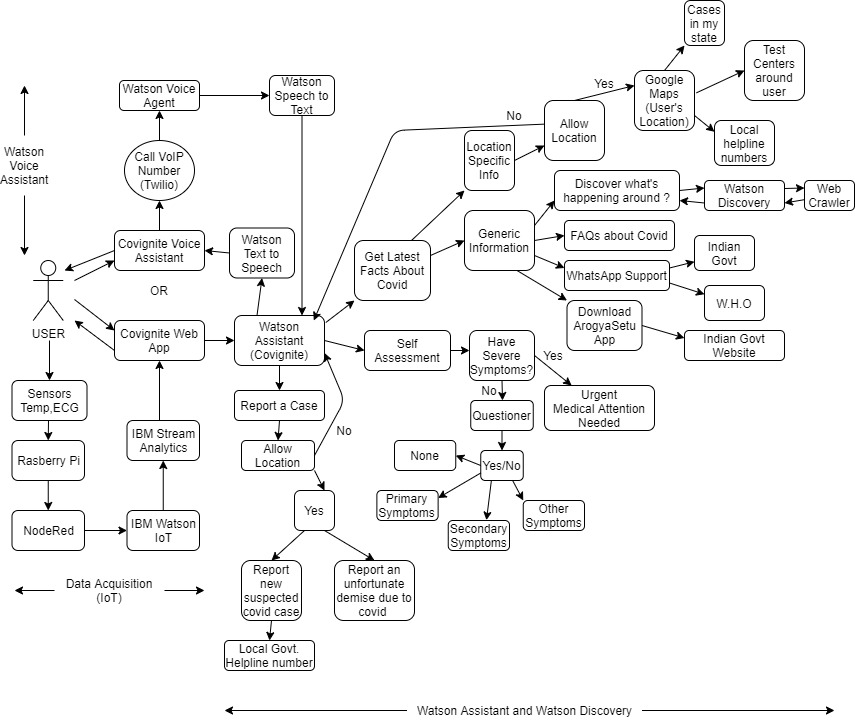 Cases
in my
state
Test
Centers
around
user
Yes
Google
Maps
(User's
Location)
Local
helpline
numbers
No
Allow
Location
Watson Voice
Agent
Watson
Speech to
Text
Watson
Voice
Assistant
Call VoIP
Number
(Twilio)
Location
Specific
Info
Discover what's
happening around ?
Watson
Discovery
Web
Crawler
Covignite Voice
Assistant
Watson
Text to
Speech
Get Latest
Facts About
Covid
Generic
Information
FAQs about Covid
WhatsApp Support
Indian
Govt
W.H.O
Download
ArogyaSetu
App
Indian Govt
Website
OR
USER
Covignite Web
App
Watson
Assistant
(Covignite)
Self
Assessment
Have
Severe
Symptoms?
Yes
Urgent
Medical Attention
Needed
No
Questioner
Yes/No
None
Primary
Symptoms
Secondary
Symptoms
Other
Symptoms
Sensors
Temp,ECG
Rasberry Pi
NodeRed
IBM Stream
Analytics
IBM Watson
IoT
Report a Case
Allow
Location
No
Yes
Report
new
suspected
covid case
Report an
unfortunate
demise due to
covid
Local Govt.
Helpline number
Data Acquisition
(IoT)
Watson Assistant and Watson Discovery